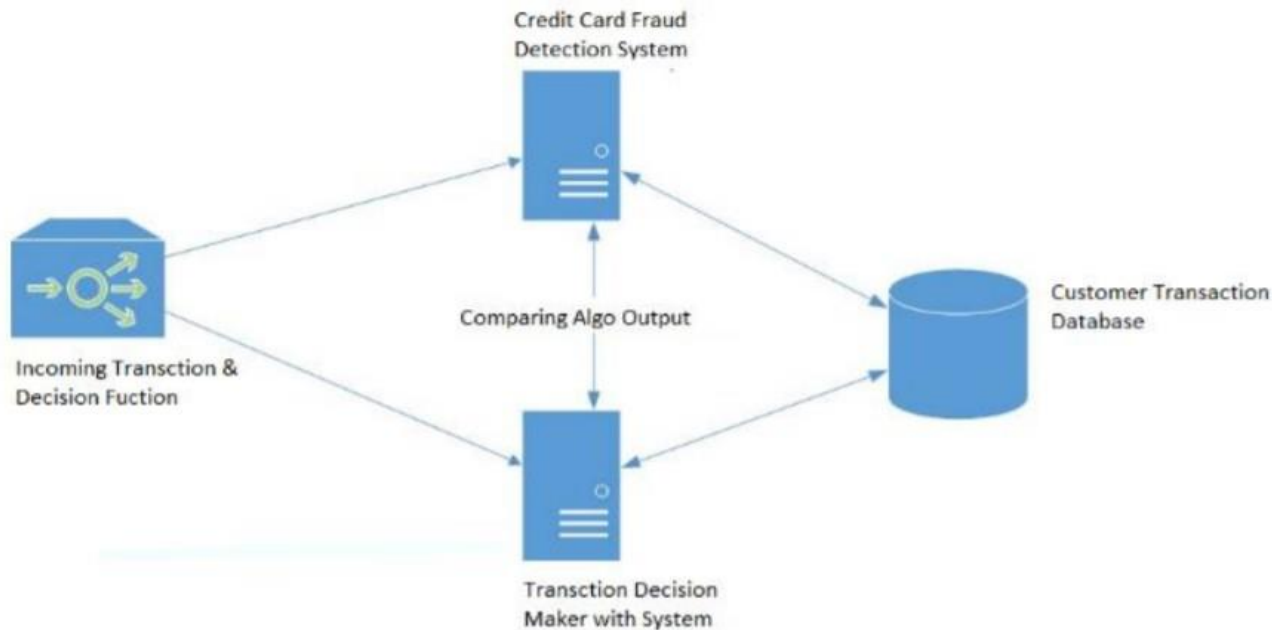 Credit Card Fraud
Detection System
Incoming Transction &
Decision Fuction
Comparing Algo Output
Customer Transaction
Database
Transction Decision
Maker with System